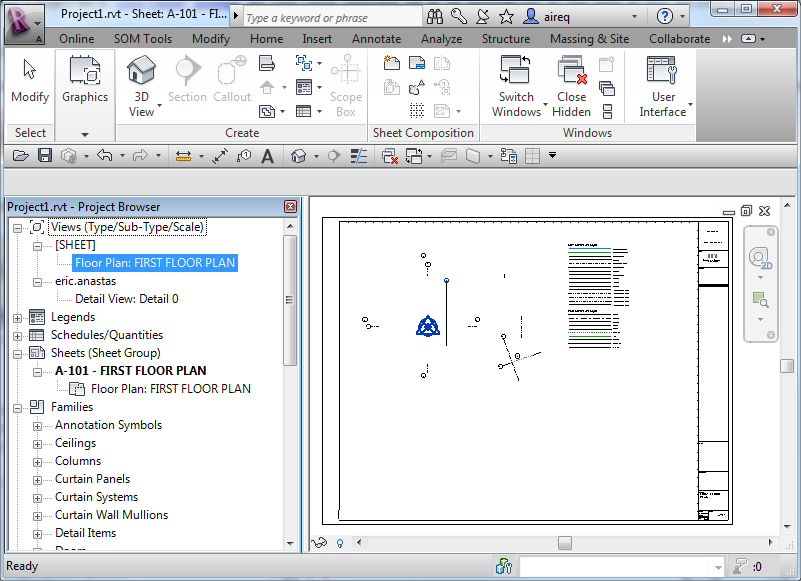 Project1.rvt - Sheet: A-101 - FI...
Type a keyword or phrase
aireq
Online SOM Tools Modify Home Insert Annotate Analyze Structure Massing & Site Collaborate
Modify
Graphics
3D View
Section
Callout
Scope Box
Switch Windows
Close Hidden
User Interface
Select
Create
Sheet Composition
Windows
Project1.rvt - Project Browser
Views (Type/Sub-Type/Scale)
[SHEET]
Floor Plan: FIRST FLOOR PLAN
eric.anastas
Detail View: Detail 0
Legends
Schedules/Quantities
Sheets (Sheet Group)
A-101 - FIRST FLOOR PLAN
Floor Plan: FIRST FLOOR PLAN
Families
Annotation Symbols
Ceilings
Columns
Curtain Panels
Curtain Systems
Curtain Wall Mullions
Detail Items
2D
Ready
:0